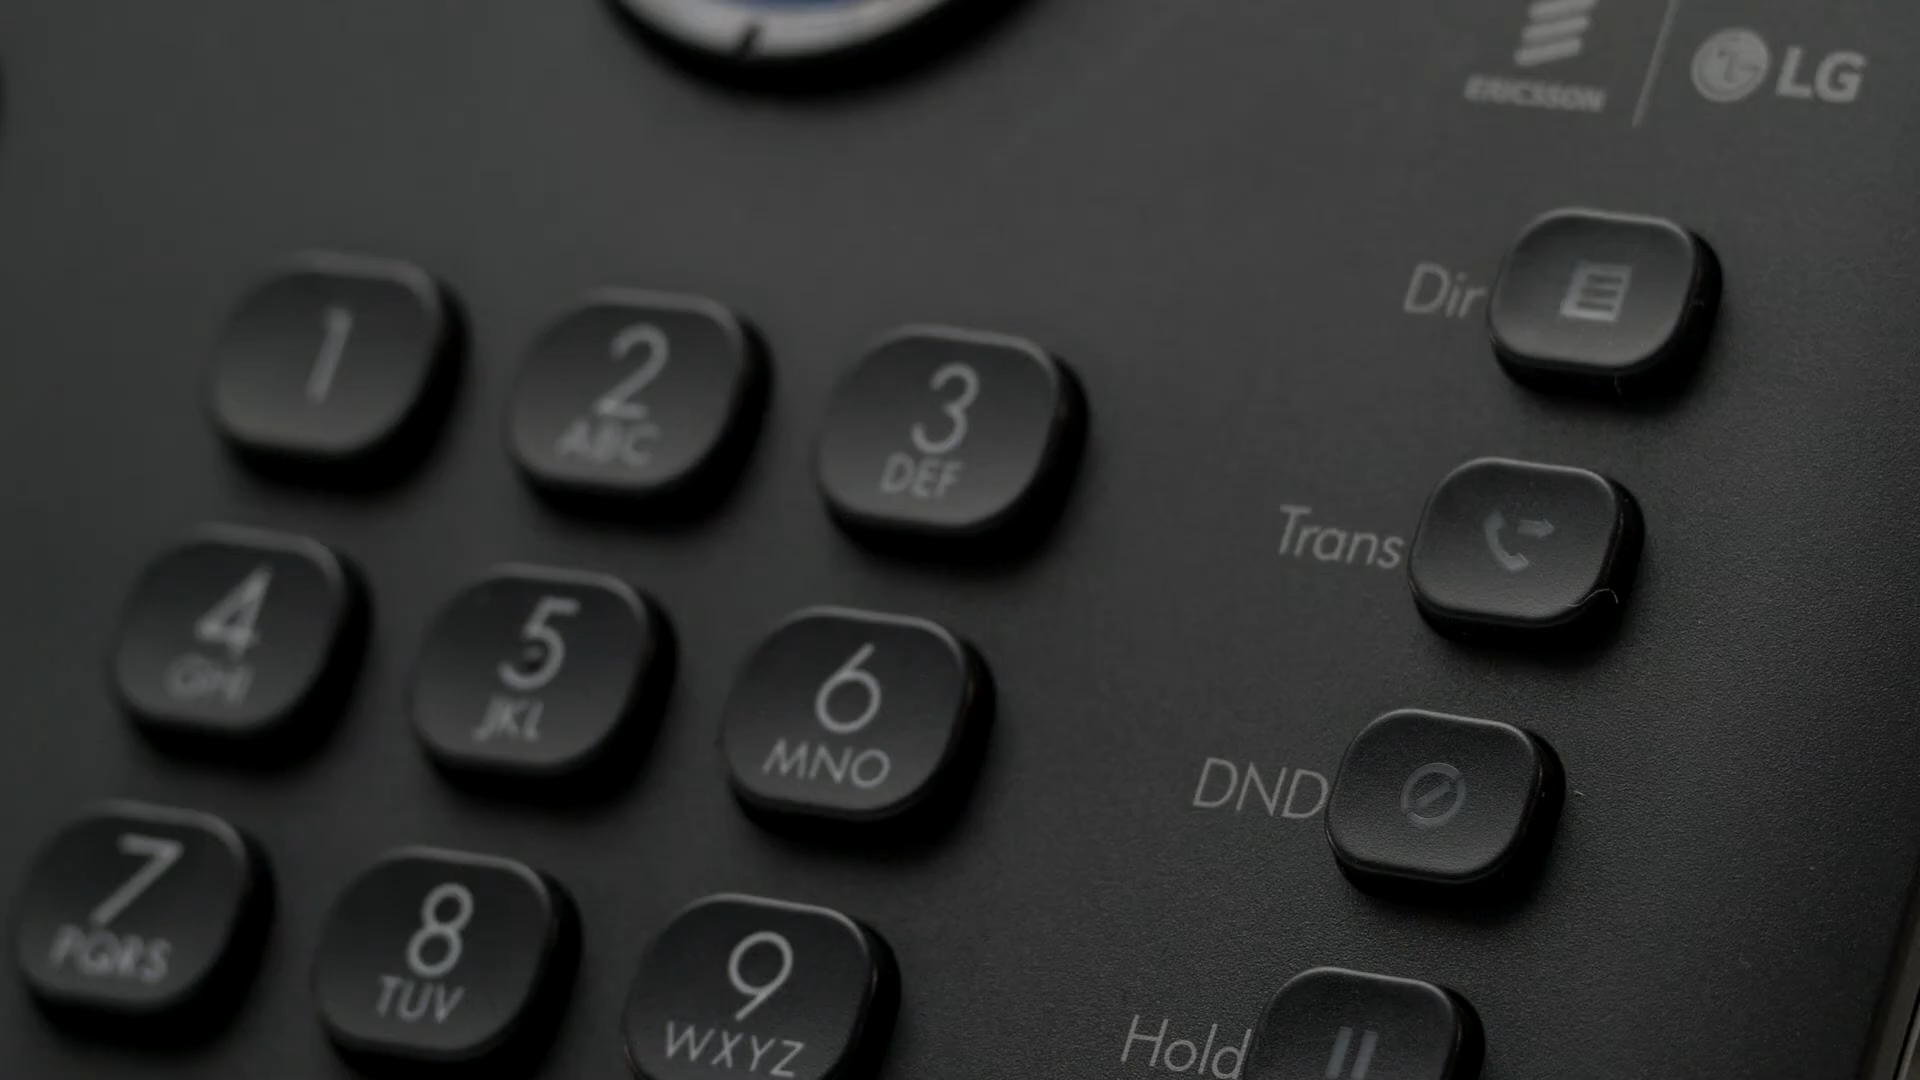 ERICSSON
LG
Dir
1
2
ABC
3
DEF
Trans
4
GHI
5
JKL
6
MNO
DND
7
PQRS
8
TUV
9
WXYZ
Hold